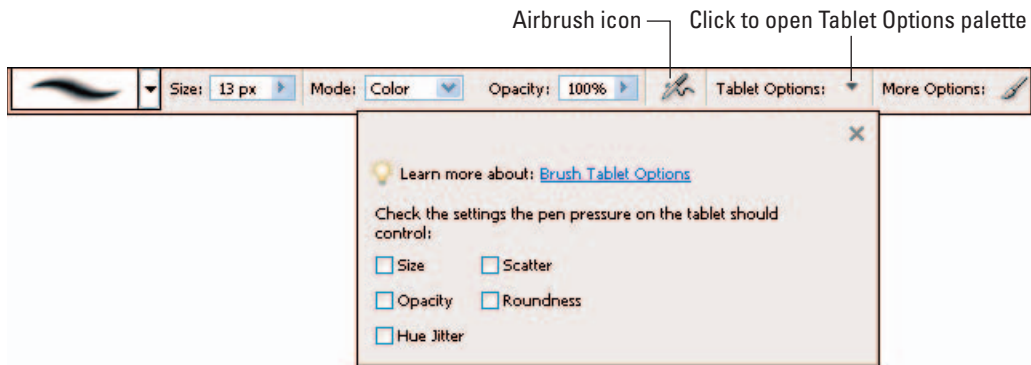 Airbrush icon Click to open Tablet Options palette
Size: 13 px Mode: Color Opacity: 100% Tablet Options: More Options:
Learn more about: Brush Tablet Options
Check the settings the pen pressure on the tablet should
control:
Size Scatter
Opacity Roundness
Hue Jitter